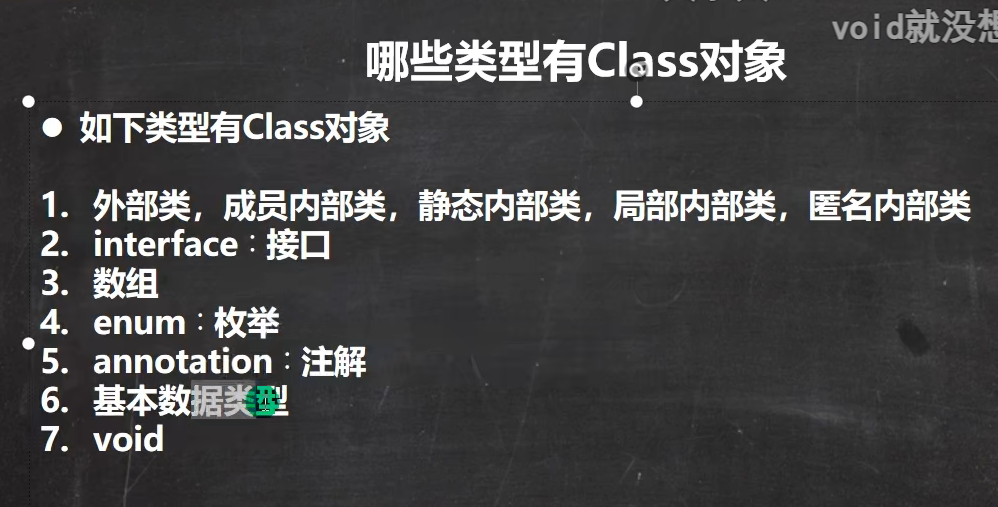 void就没想
哪些类型有Class对象
● 如下类型有Class对象
1. 外部类，成员内部类，静态内部类，局部内部类，匿名内部类
2. interface：接口
3. 数组
4. enum：枚举
5. annotation：注解
6. 基本数据类型
7. void